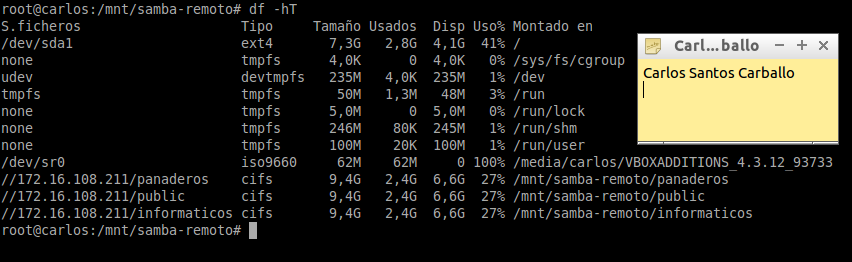 root@carlos:/mnt/samba-remoto# df -hT
S.ficheros Tipo Tamaño Usados Disp Uso% Montado en
/dev/sda1 ext4 7,3G 2,8G 4,1G 41% /
none tmpfs 4,0K 0 4,0K 0% /sys/fs/cgroup
udev devtmpfs 235M 4,0K 235M 1% /dev
tmpfs tmpfs 50M 1,3M 48M 3% /run
none tmpfs 5,0M 0 5,0M 0% /run/lock
none tmpfs 246M 80K 245M 1% /run/shm
none tmpfs 100M 20K 100M 1% /run/user
/dev/sr0 iso9660 62M 62M 0 100% /media/carlos/VBOXADDITIONS_4.3.12_93733
//172.16.108.211/panaderos cifs 9,4G 2,4G 6,6G 27% /mnt/samba-remoto/panaderos
//172.16.108.211/public cifs 9,4G 2,4G 6,6G 27% /mnt/samba-remoto/public
//172.16.108.211/informaticos cifs 9,4G 2,4G 6,6G 27% /mnt/samba-remoto/informaticos
root@carlos:/mnt/samba-remoto#
Carl...ballo
Carlos Santos Carballo